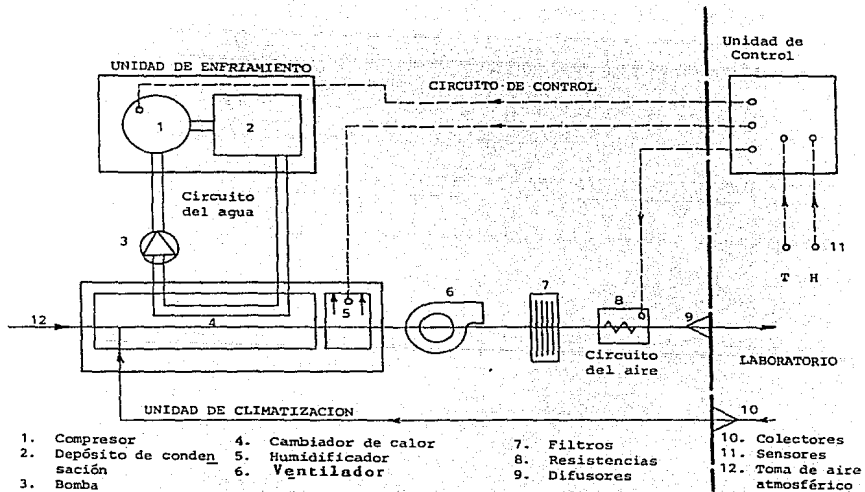 Unidad de
Control
UNIDAD DE ENFRIAMIENTO
CIRCUITO DE CONTROL
1
2
Circuito
del agua
3
4
5
6
7
8
9
10
11
12
T H
Circuito
del aire
LABORATORIO
UNIDAD DE CLIMATIZACION
1. Compresor
2. Depósito de conden
sación
3. Bomba
4. Cambiador de calor
5. Humidificador
6. Ventilador
7. Filtros
8. Resistencias
9. Difusores
10. Colectores
11. Sensores
12. Toma de aire
atmosférico